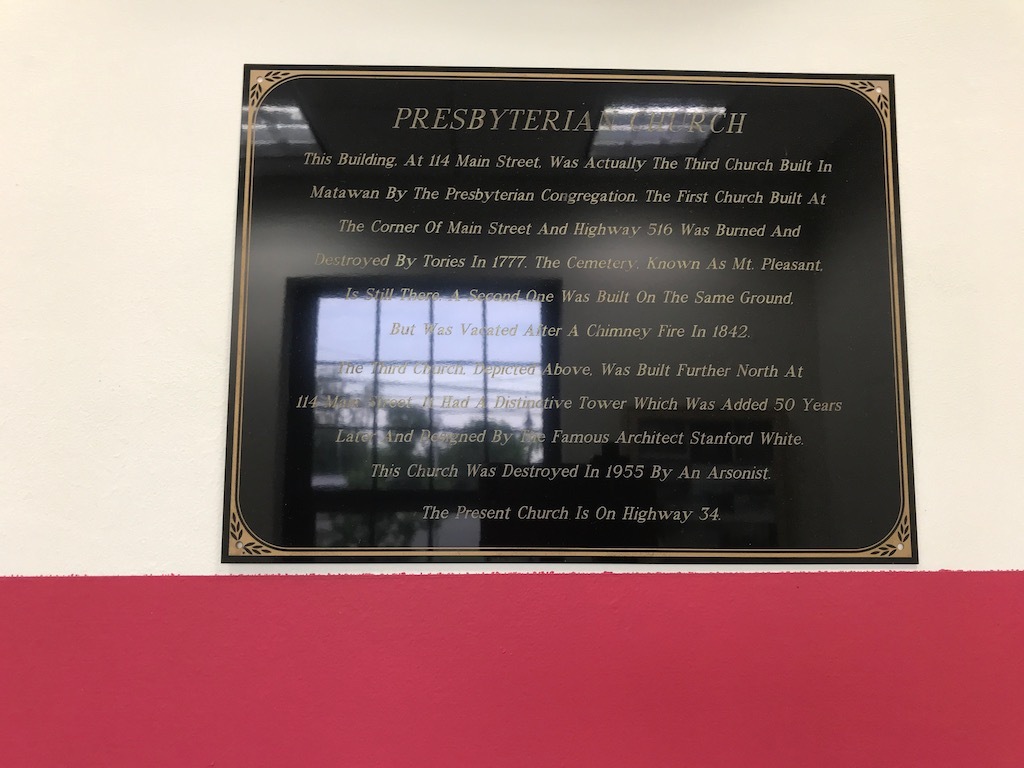 PRESBYTERIAN CHURCH
This Building, At 114 Main Street, Was Actually The Third Church Built In
Matawan By The Presbyterian Congregation. The First Church Built At
The Corner Of Main Street And Highway 516 Was Burned And
Destroyed By Tories In 1777. The Cemetery, Known As Mt. Pleasant,
Is Still There. A Second One Was Built On The Same Ground,
But Was Vacated After A Chimney Fire In 1842.
The Third Church, Depicted Above, Was Built Further North At
114 Main Street. It Had A Distinctive Tower Which Was Added 50 Years
Later And Designed By The Famous Architect Stanford White.
This Church Was Destroyed In 1955 By An Arsonist.
The Present Church Is On Highway 34.